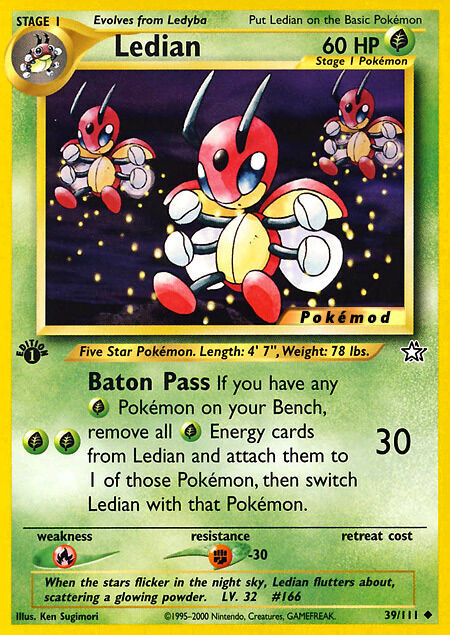 STAGE 1 Evolves from Ledyba Put Ledian on the Basic Pokémon
Ledian 60 HP
Stage 1 Pokémon
Pokémod
EDITION
1
Five Star Pokémon. Length: 4' 7", Weight: 78 lbs.
Baton Pass If you have any
Pokémon on your Bench,
remove all Energy cards
from Ledian and attach them to
1 of those Pokémon, then switch
Ledian with that Pokémon.
30
weakness resistance retreat cost
-30
When the stars flicker in the night sky, Ledian flutters about,
scattering a glowing powder. LV. 32 #166
Illus. Ken Sugimori ©1995-2000 Nintendo, Creatures, GAMEFREAK. 39/111